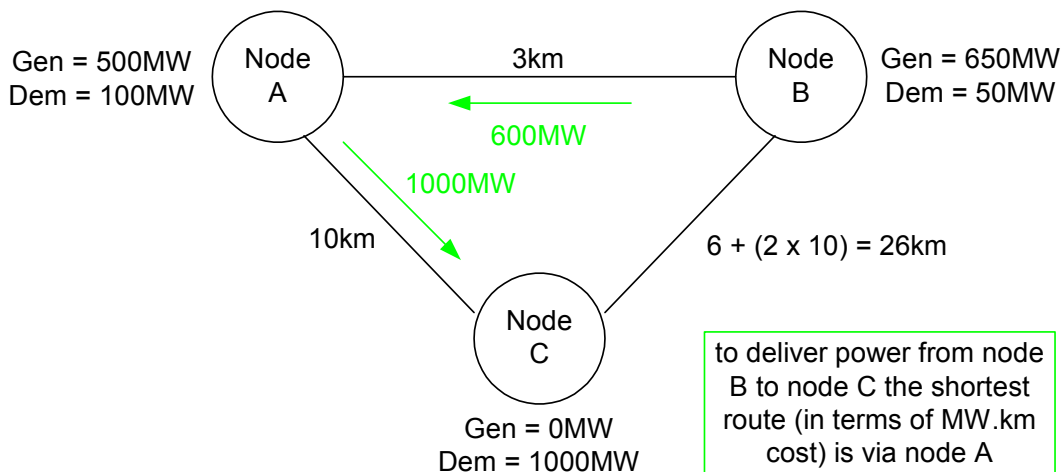 Gen = 500MW
Dem = 100MW
Node
A
3km
Node
B
Gen = 650MW
Dem = 50MW
600MW
1000MW
10km
6 + (2 x 10) = 26km
Node
C
Gen = 0MW
Dem = 1000MW
to deliver power from node
B to node C the shortest
route (in terms of MW.km
cost) is via node A